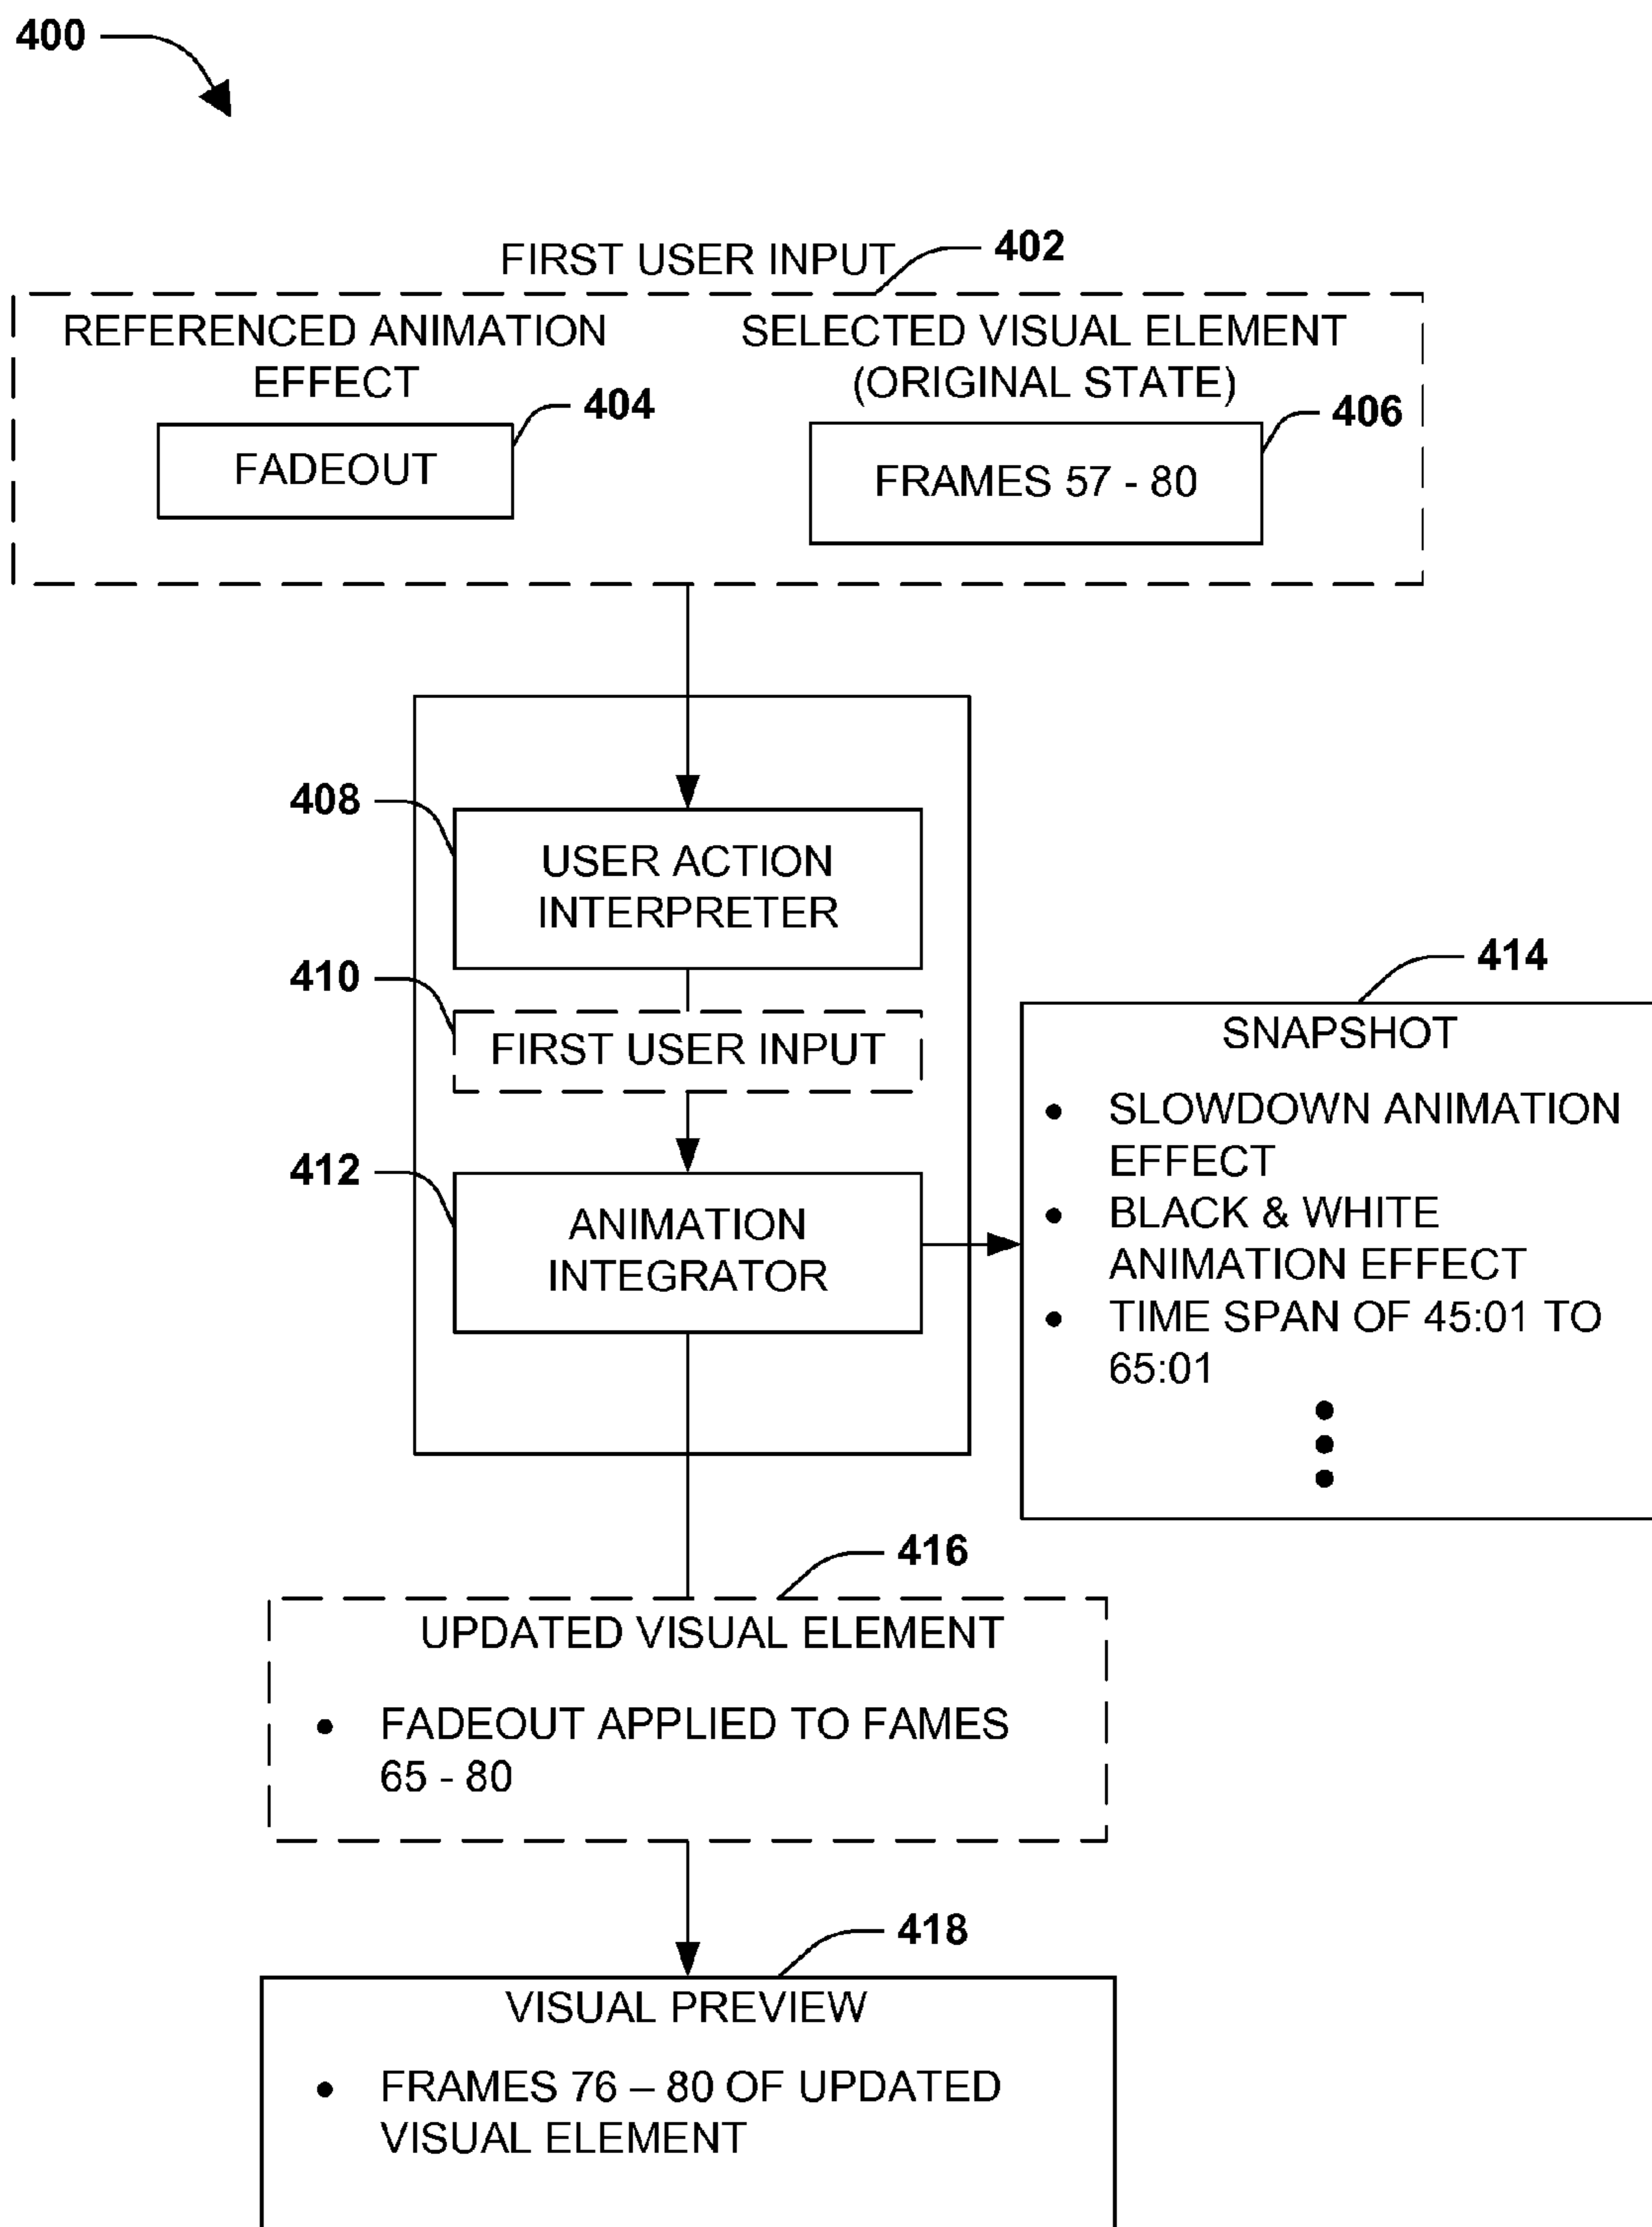 400
FIRST USER INPUT
402
REFERENCED ANIMATION
EFFECT
404
FADEOUT
SELECTED VISUAL ELEMENT
(ORIGINAL STATE)
406
FRAMES 57 - 80
408
USER ACTION
INTERPRETER
410
FIRST USER INPUT
412
ANIMATION
INTEGRATOR
414
SNAPSHOT
• SLOWDOWN ANIMATION
EFFECT
• BLACK & WHITE
ANIMATION EFFECT
• TIME SPAN OF 45:01 TO
65:01
416
UPDATED VISUAL ELEMENT
• FADEOUT APPLIED TO FAMES
65 - 80
418
VISUAL PREVIEW
• FRAMES 76 – 80 OF UPDATED
VISUAL ELEMENT